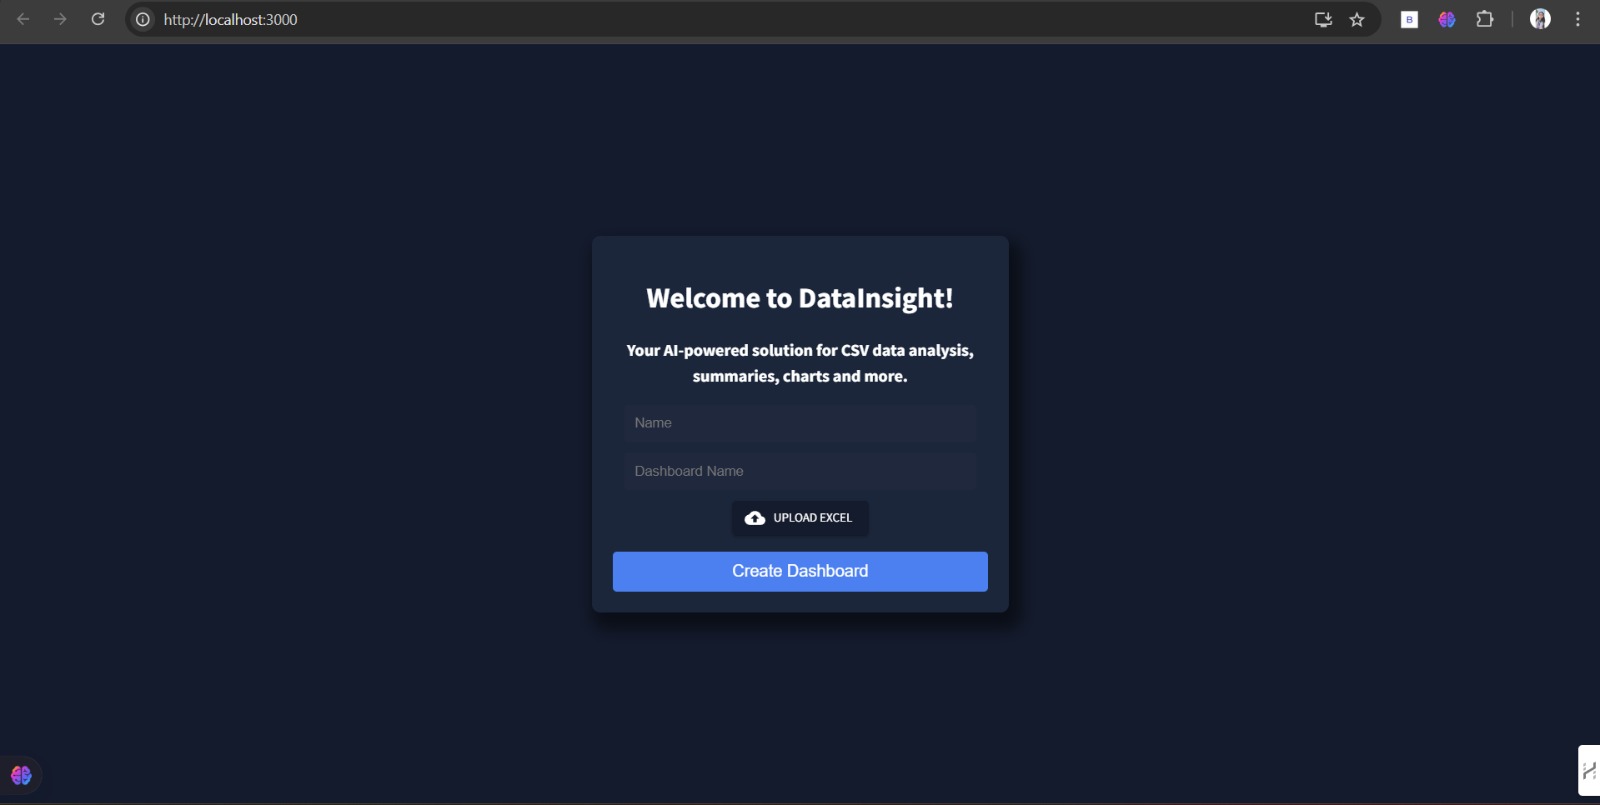 http://localhost:3000
B
Welcome to DataInsight!
Your AI-powered solution for CSV data analysis,
summaries, charts and more.
Name
Dashboard Name
UPLOAD EXCEL
Create Dashboard